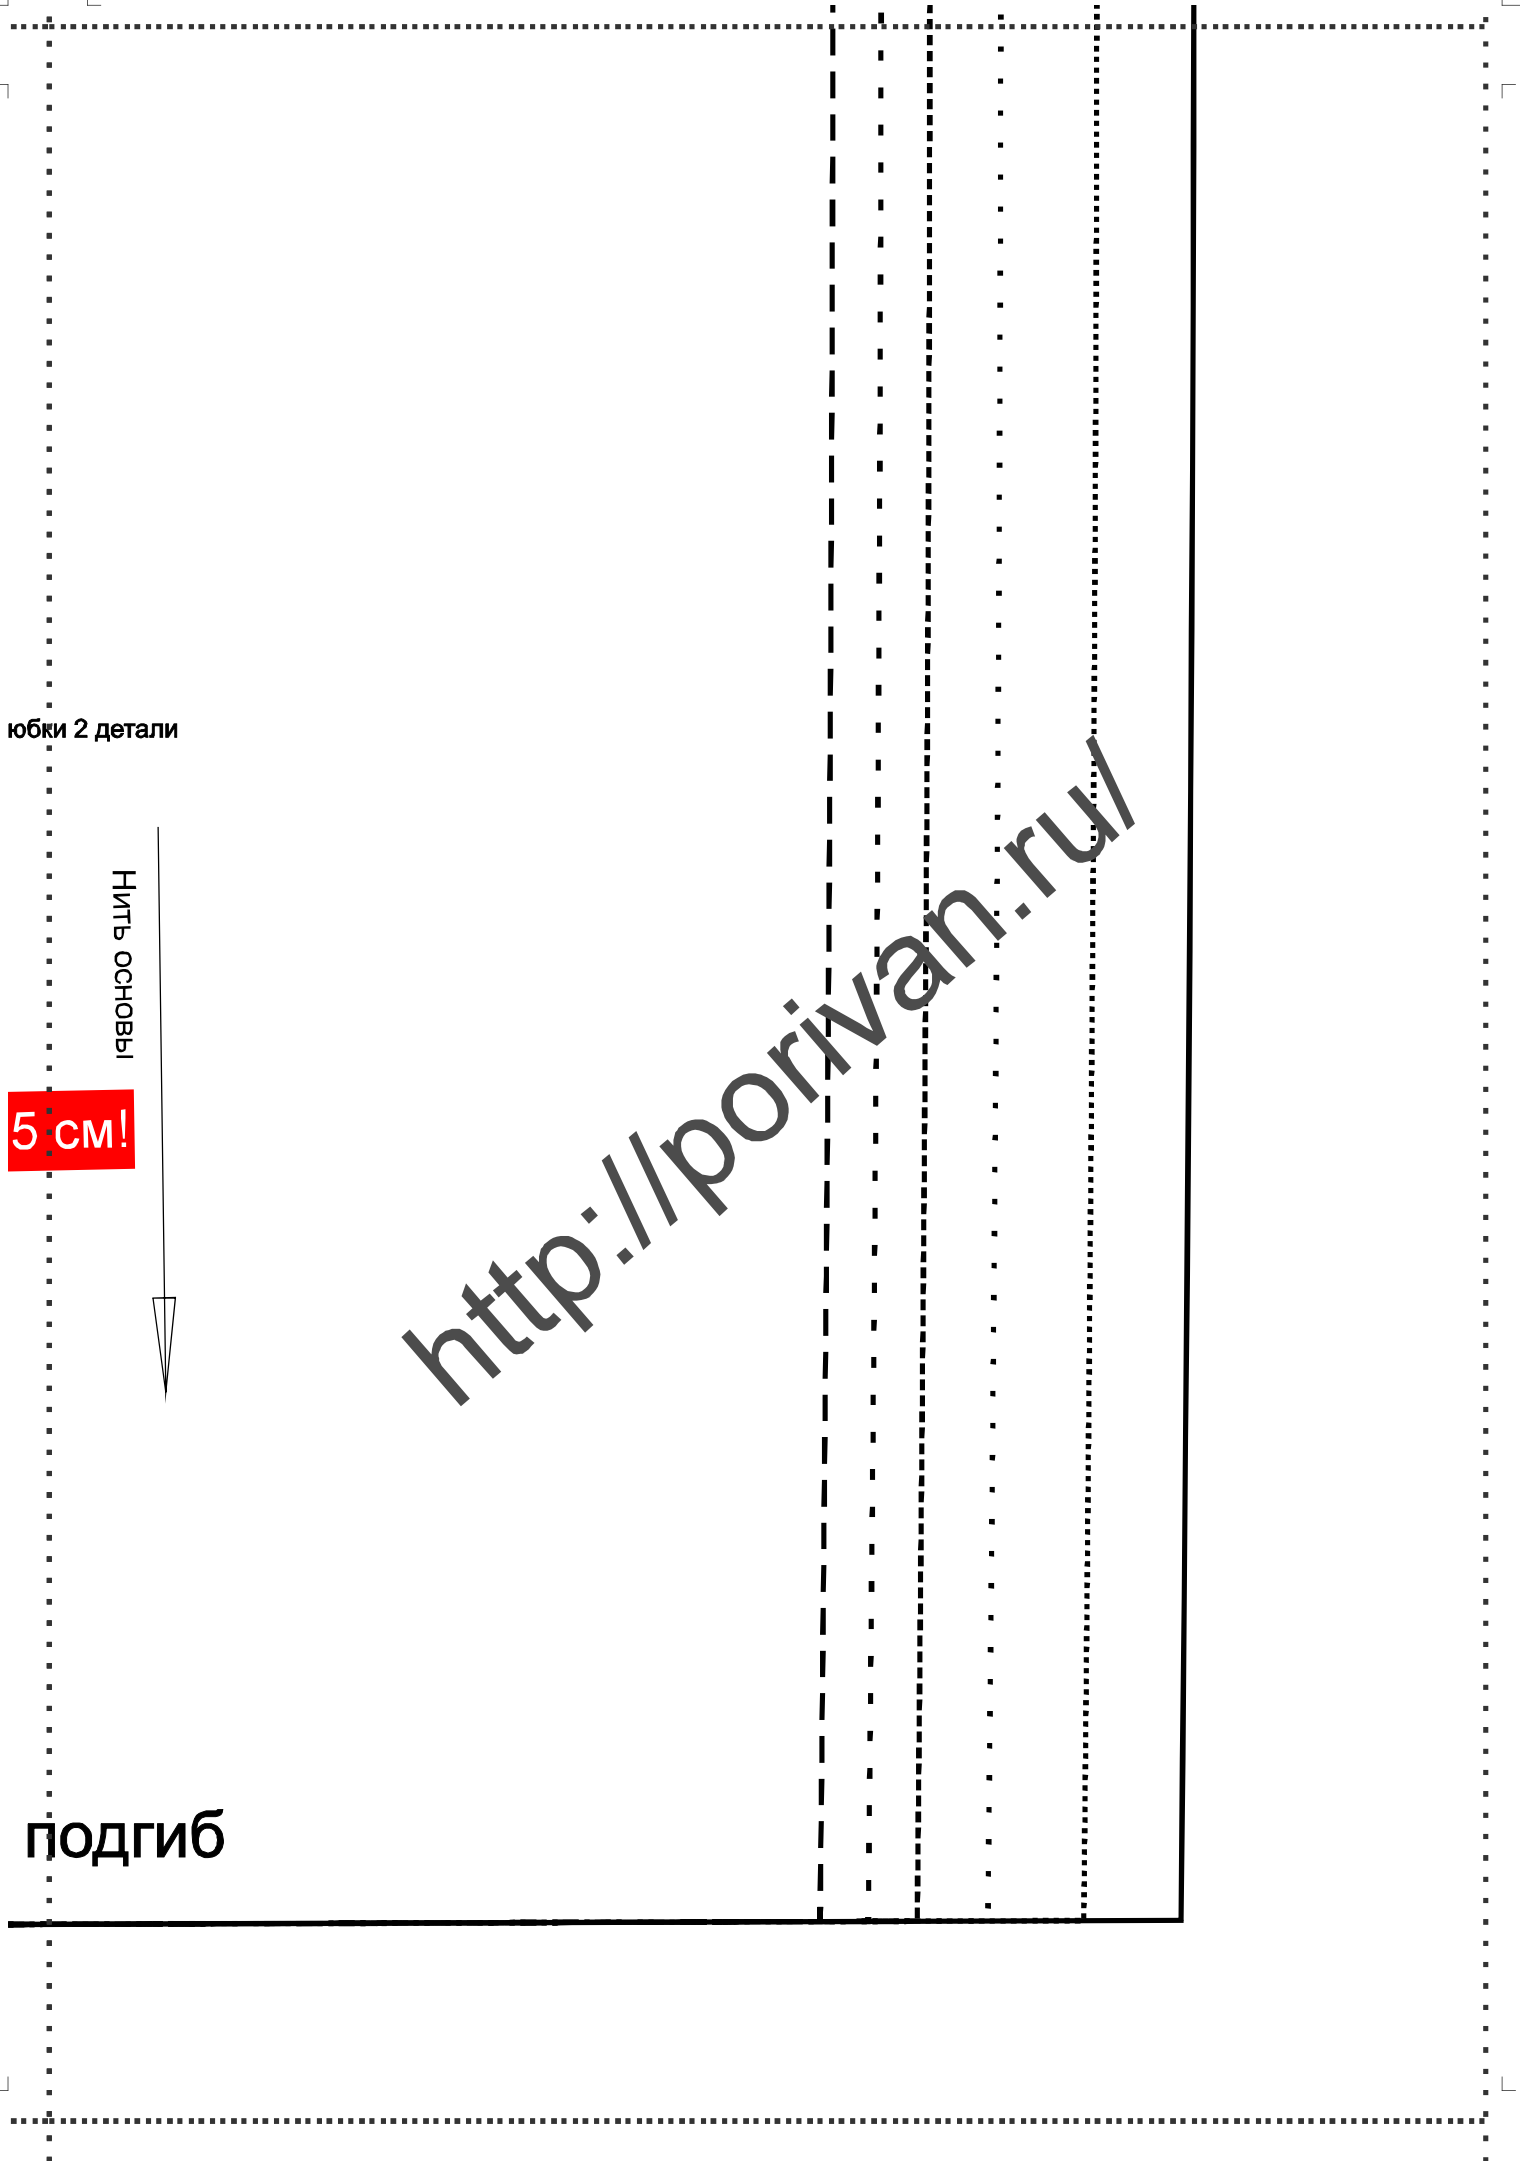 юбки 2 детали
Нить основы
5 см!
http://porivan.ru/
подгиб